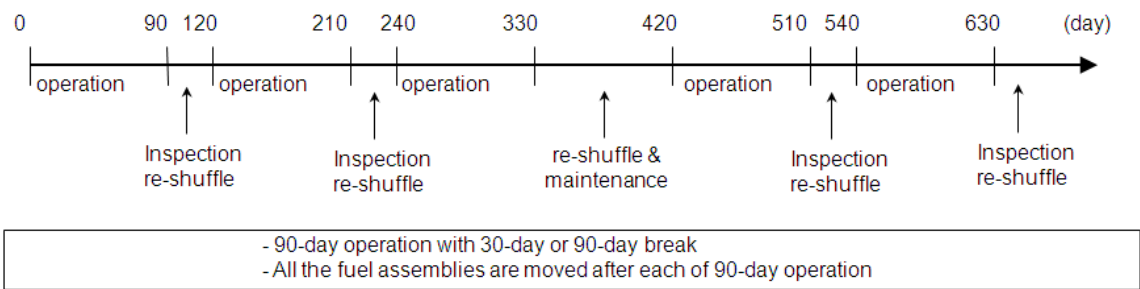 0 90 120 210 240 330 420 510 540 630 (day)
operation operation operation operation operation
Inspection
re-shuffle
Inspection
re-shuffle
re-shuffle &
maintenance
Inspection
re-shuffle
Inspection
re-shuffle
- 90-day operation with 30-day or 90-day break
- All the fuel assemblies are moved after each of 90-day operation